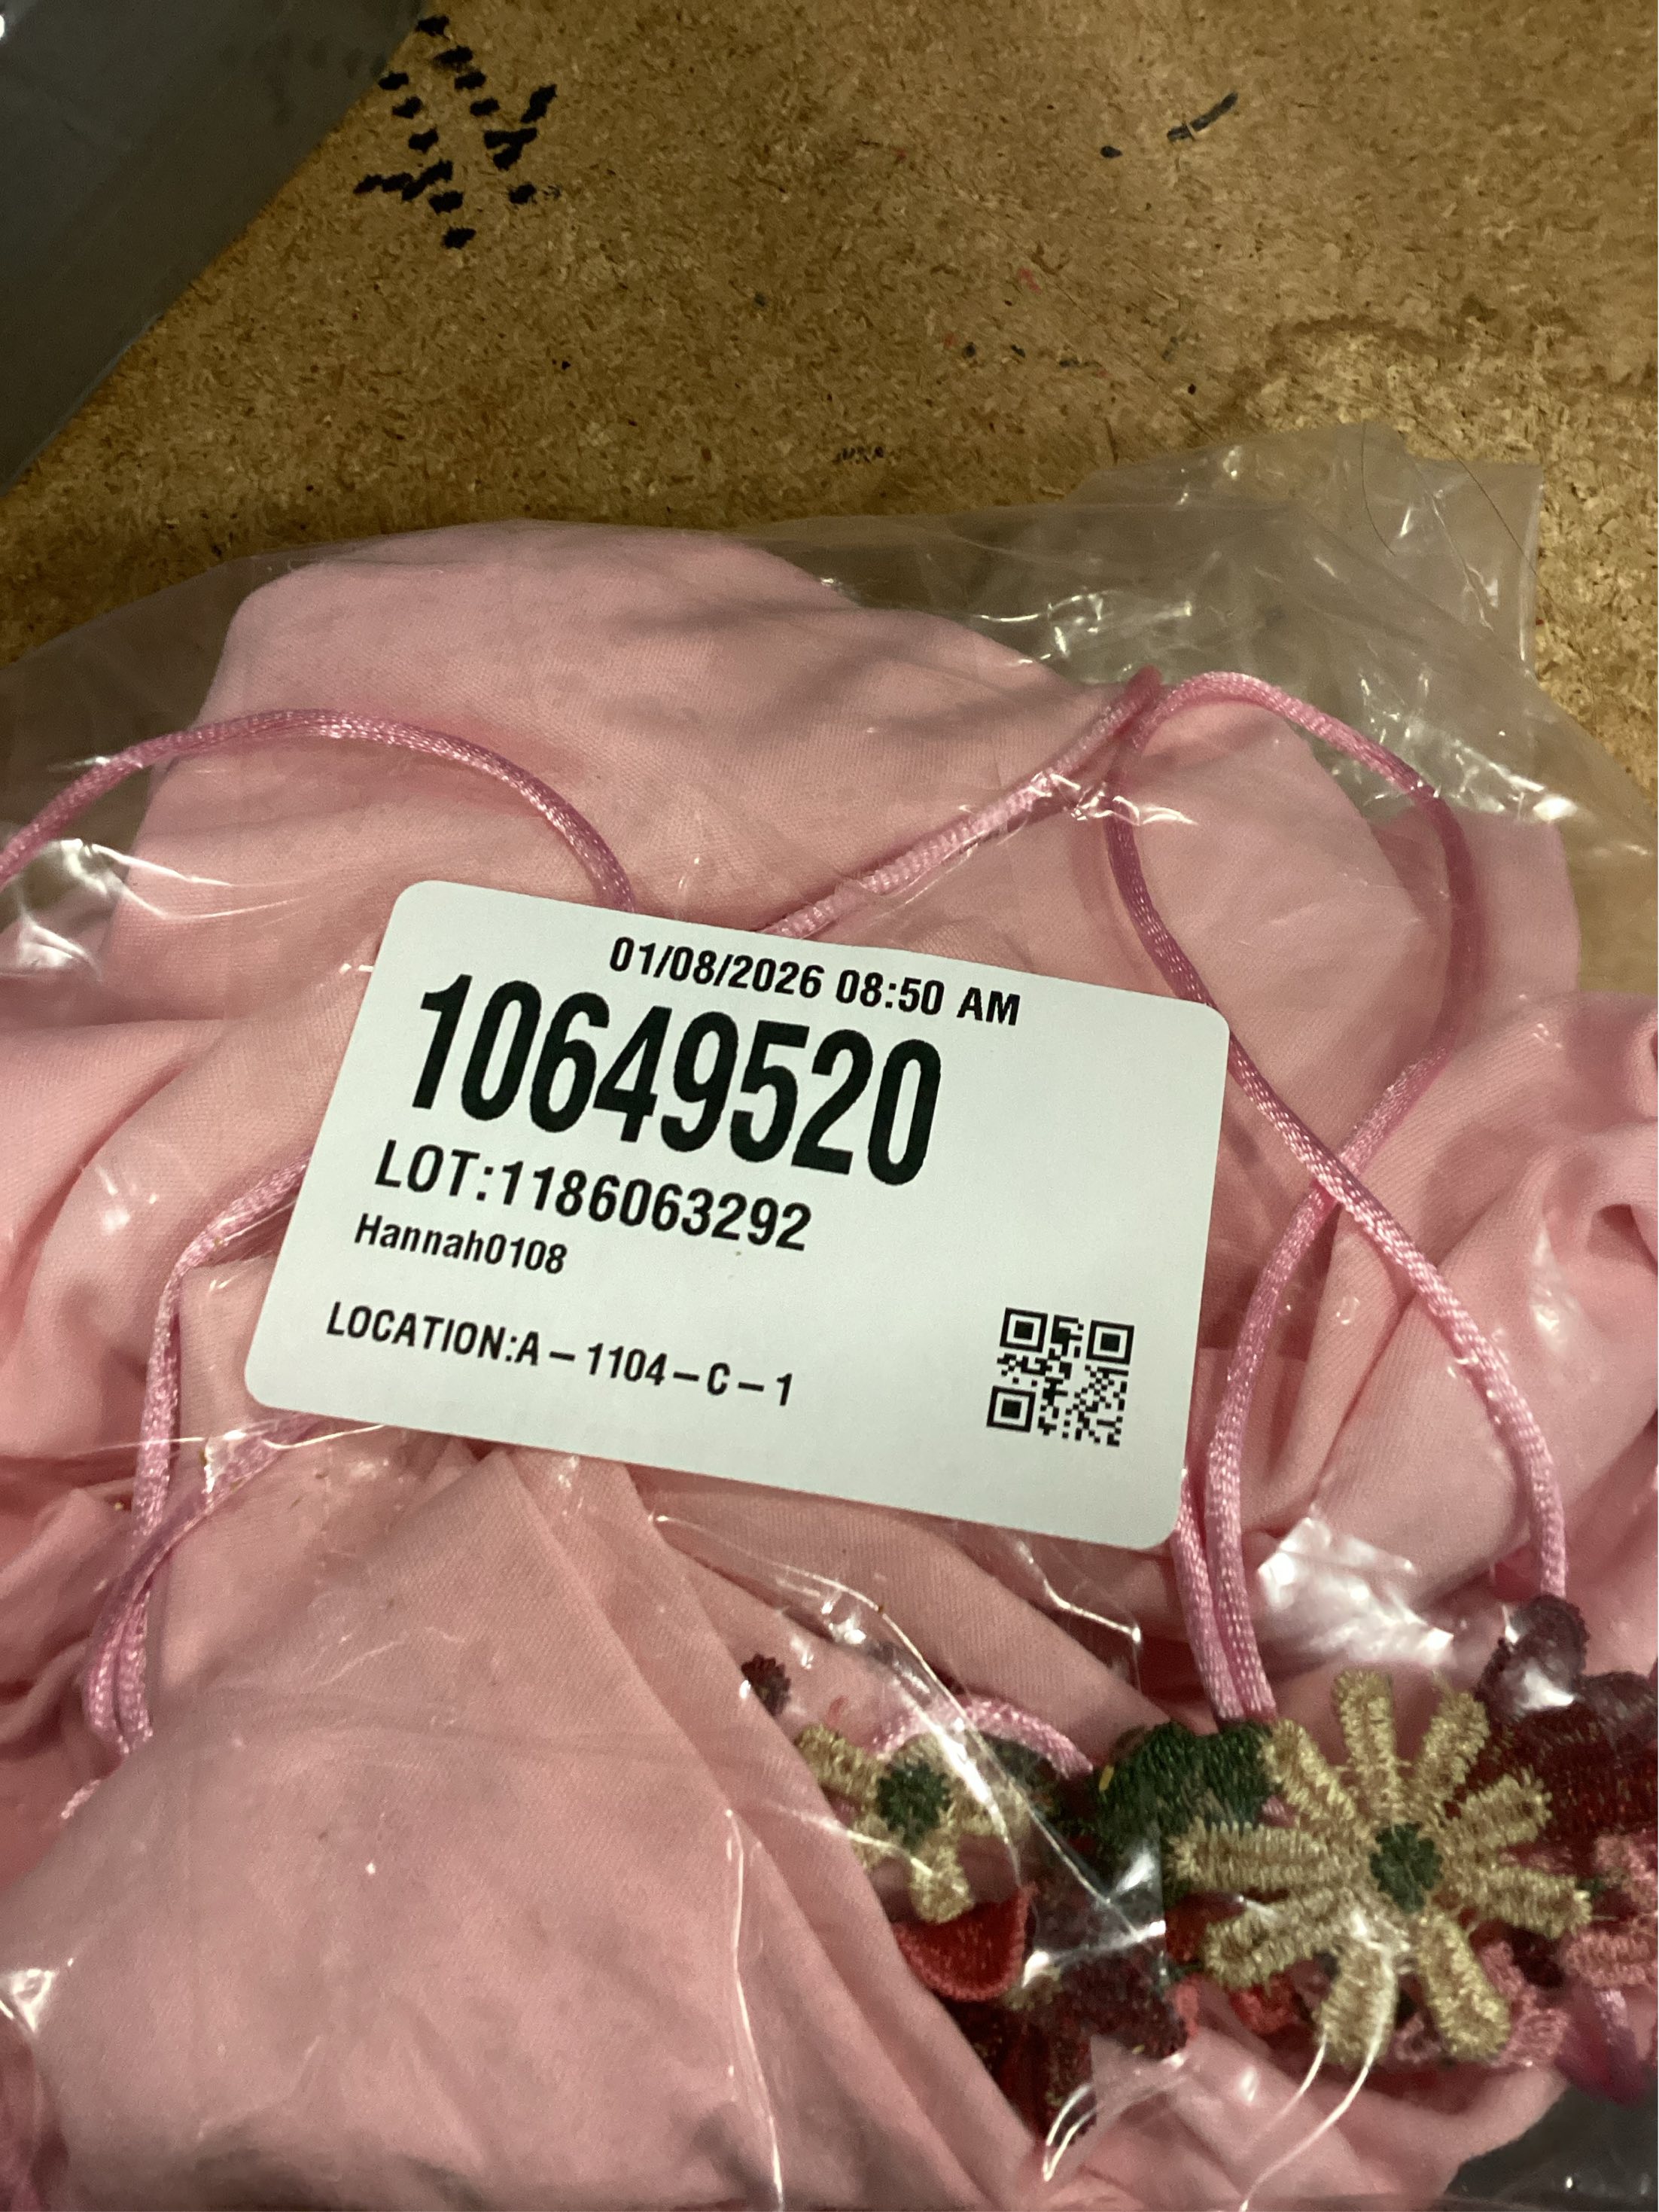 01/08/2026 08:50 AM
10649520
LOT:1186063292
Hannah0108
LOCATION:A – 1104 – C – 1